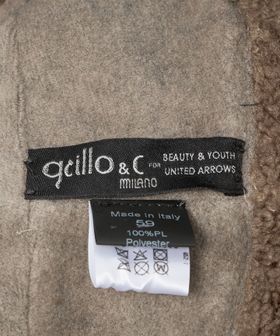 grillo & C FOR BEAUTY & YOUTH
MILANO UNITED ARROWS
Made in Italy
59
100%PL
Polyester